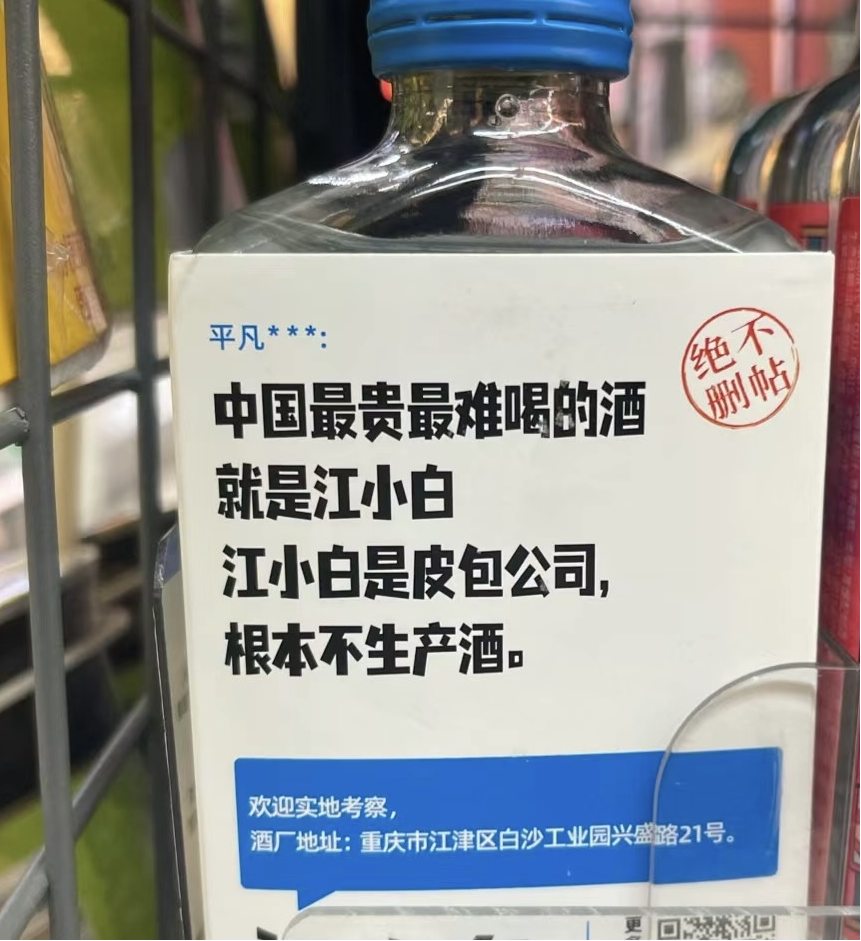 平凡***:
绝不
删帖
中国最贵最难喝的酒
就是江小白
江小白是皮包公司,
根本不生产酒。
欢迎实地考察,
酒厂地址：重庆市江津区白沙工业园兴盛路21号。
更